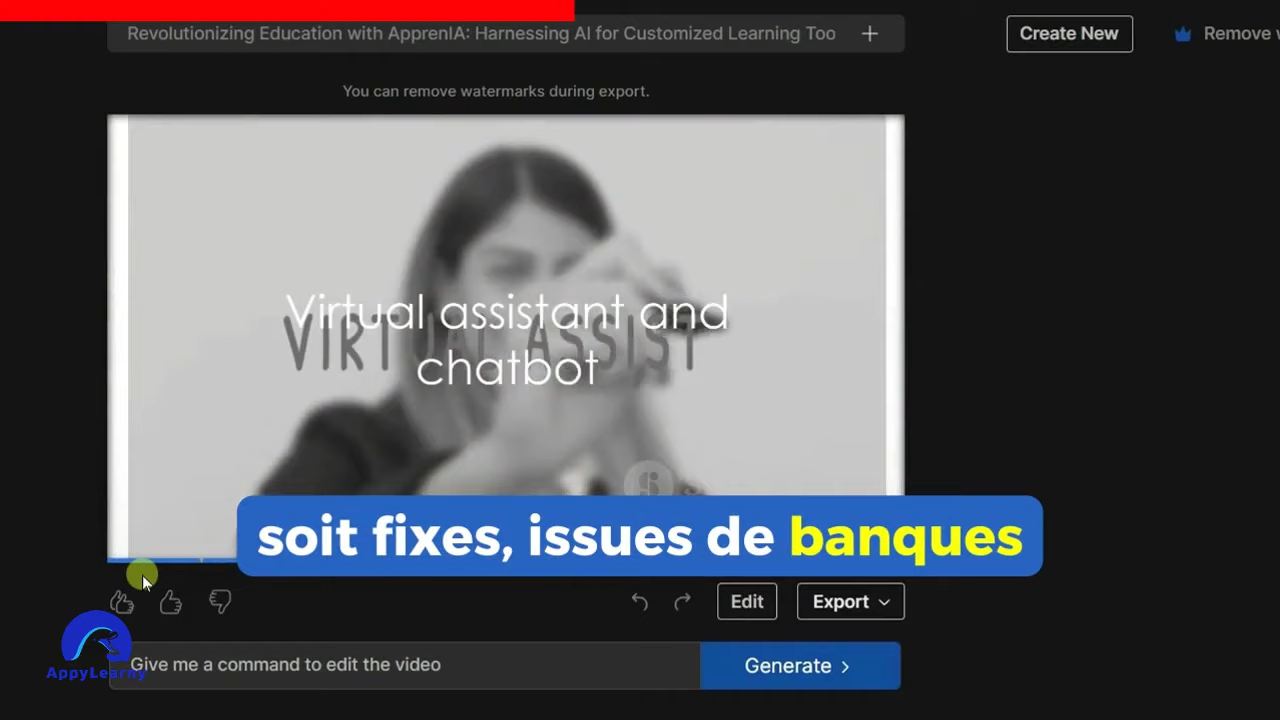 Revolutionizing Education with ApprenIA: Harnessing AI for Customized Learning Too
Create New
Remove
You can remove watermarks during export.
Virtual assistant and
chatbot
VIRTUAL ASSIST
soit fixes, issues de banques
Edit
Export
Give me a command to edit the video
Generate
AppyLearny